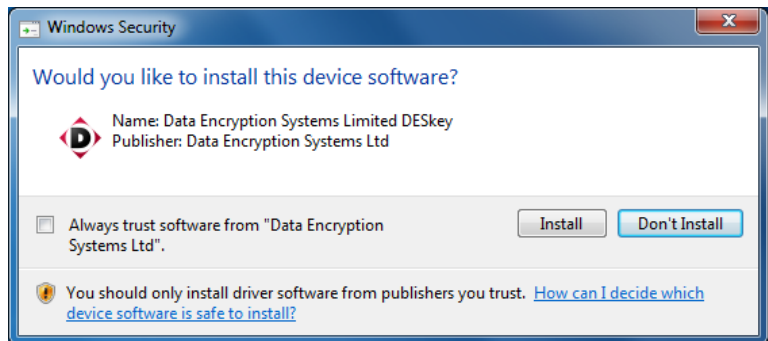 Windows Security
Would you like to install this device software?
D
Name: Data Encryption Systems Limited DESkey
Publisher: Data Encryption Systems Ltd
Always trust software from "Data Encryption
Systems Ltd".
Install
Don't Install
You should only install driver software from publishers you trust. How can I decide which
device software is safe to install?